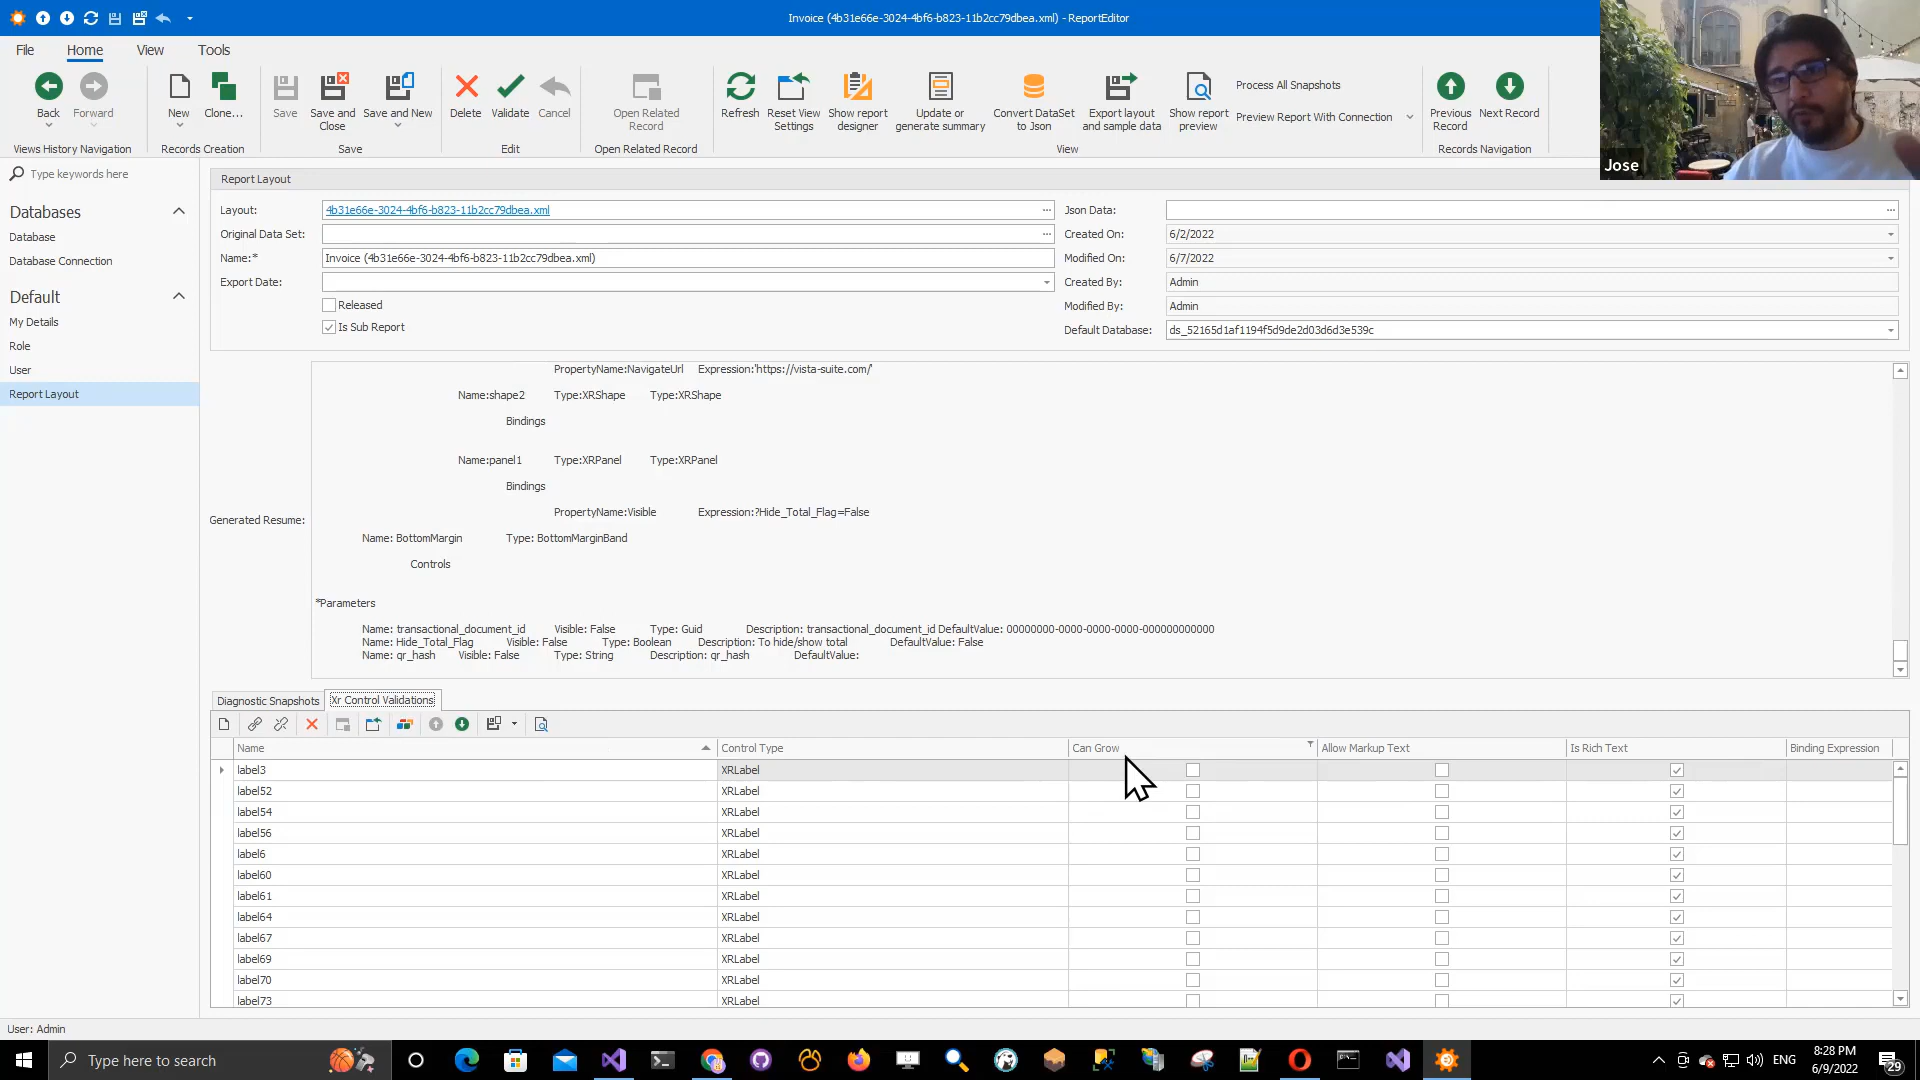 Invoice (4b31e66e-3024-4bf6-b823-11b2cc79dbea.xml) - ReportEditor
File Home View Tools
Back Forward New Clone... Save Save and Close Save and New Delete Validate Cancel Open Related Record Refresh Reset View Settings Show report designer Update or generate summary Convert DataSet to Json Export layout and sample data Show report preview Process All Snapshots Preview Report With Connection Previous Record Next Record
Views History Navigation Records Creation Save Edit Open Related Record View Records Navigation
Jose
Type keywords here
Databases
Database
Database Connection
Default
My Details
Role
User
Report Layout
Report Layout
Layout: 4b31e66e-3024-4bf6-b823-11b2cc79dbea.xml
Original Data Set:
Name:* Invoice (4b31e66e-3024-4bf6-b823-11b2cc79dbea.xml)
Export Date:
Released
Is Sub Report
Json Data:
Created On: 6/2/2022
Modified On: 6/7/2022
Created By: Admin
Modified By: Admin
Default Database: ds_52165d1af1194f5d9de2d03d6d3e539c
Generated Resume:
PropertyName:NavigateUrl Expression:'https://vista-suite.com/'
Name:shape2 Type:XRShape Type:XRShape
Bindings
Name:panel1 Type:XRPanel Type:XRPanel
Bindings
PropertyName:Visible Expression:?Hide_Total_Flag=False
Name: BottomMargin Type: BottomMarginBand
Controls
*Parameters
Name: transactional_document_id Visible: False Type: Guid Description: transactional_document_id DefaultValue: 00000000-0000-0000-0000-000000000000
Name: Hide_Total_Flag Visible: False Type: Boolean Description: To hide/show total DefaultValue: False
Name: qr_hash Visible: False Type: String Description: qr_hash DefaultValue:
Diagnostic Snapshots Xr Control Validations
Name Control Type Can Grow Allow Markup Text Is Rich Text Binding Expression
label3 XRLabel
label52 XRLabel
label54 XRLabel
label56 XRLabel
label6 XRLabel
label60 XRLabel
label61 XRLabel
label64 XRLabel
label67 XRLabel
label69 XRLabel
label70 XRLabel
label73 XRLabel
User: Admin
Type here to search
ENG
8:28 PM
6/9/2022
29